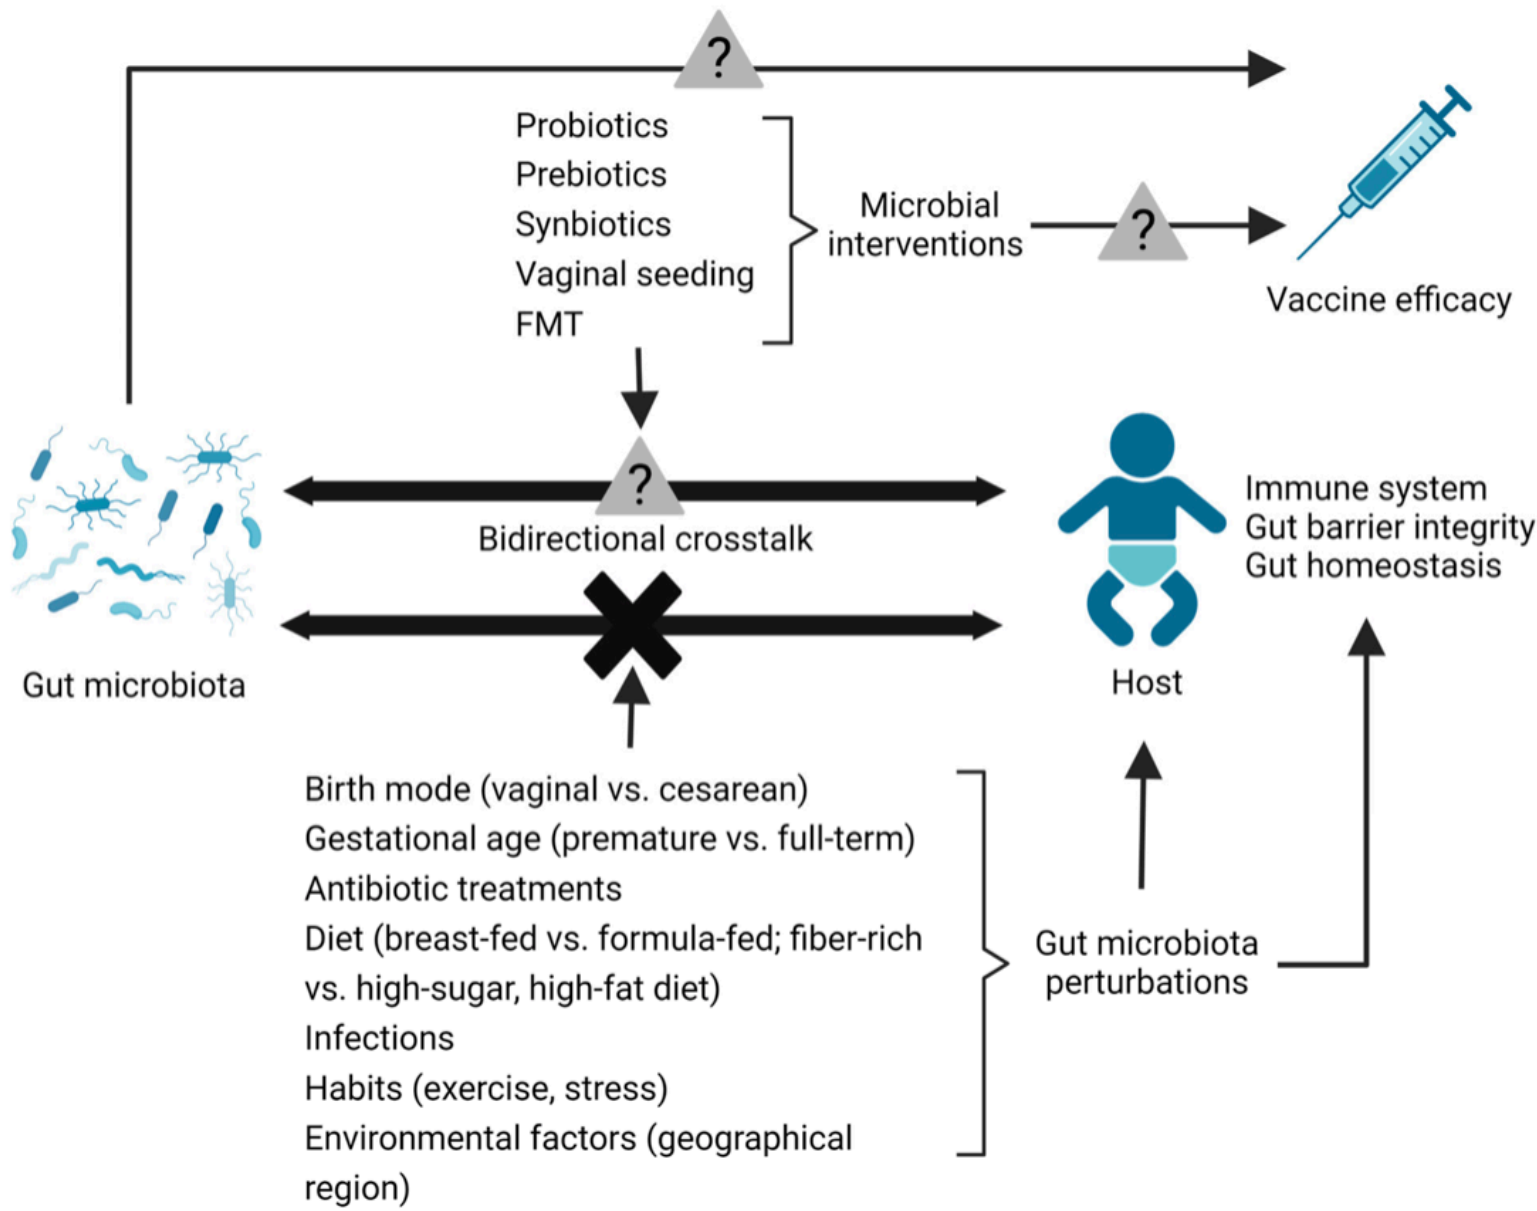 ?
Probiotics
Prebiotics
Synbiotics
Vaginal seeding
FMT
Microbial
interventions
?
Vaccine efficacy
?
Bidirectional crosstalk
Gut microbiota
Immune system
Gut barrier integrity
Gut homeostasis
Host
Birth mode (vaginal vs. cesarean)
Gestational age (premature vs. full-term)
Antibiotic treatments
Diet (breast-fed vs. formula-fed; fiber-rich
vs. high-sugar, high-fat diet)
Infections
Habits (exercise, stress)
Environmental factors (geographical
region)
Gut microbiota
perturbations